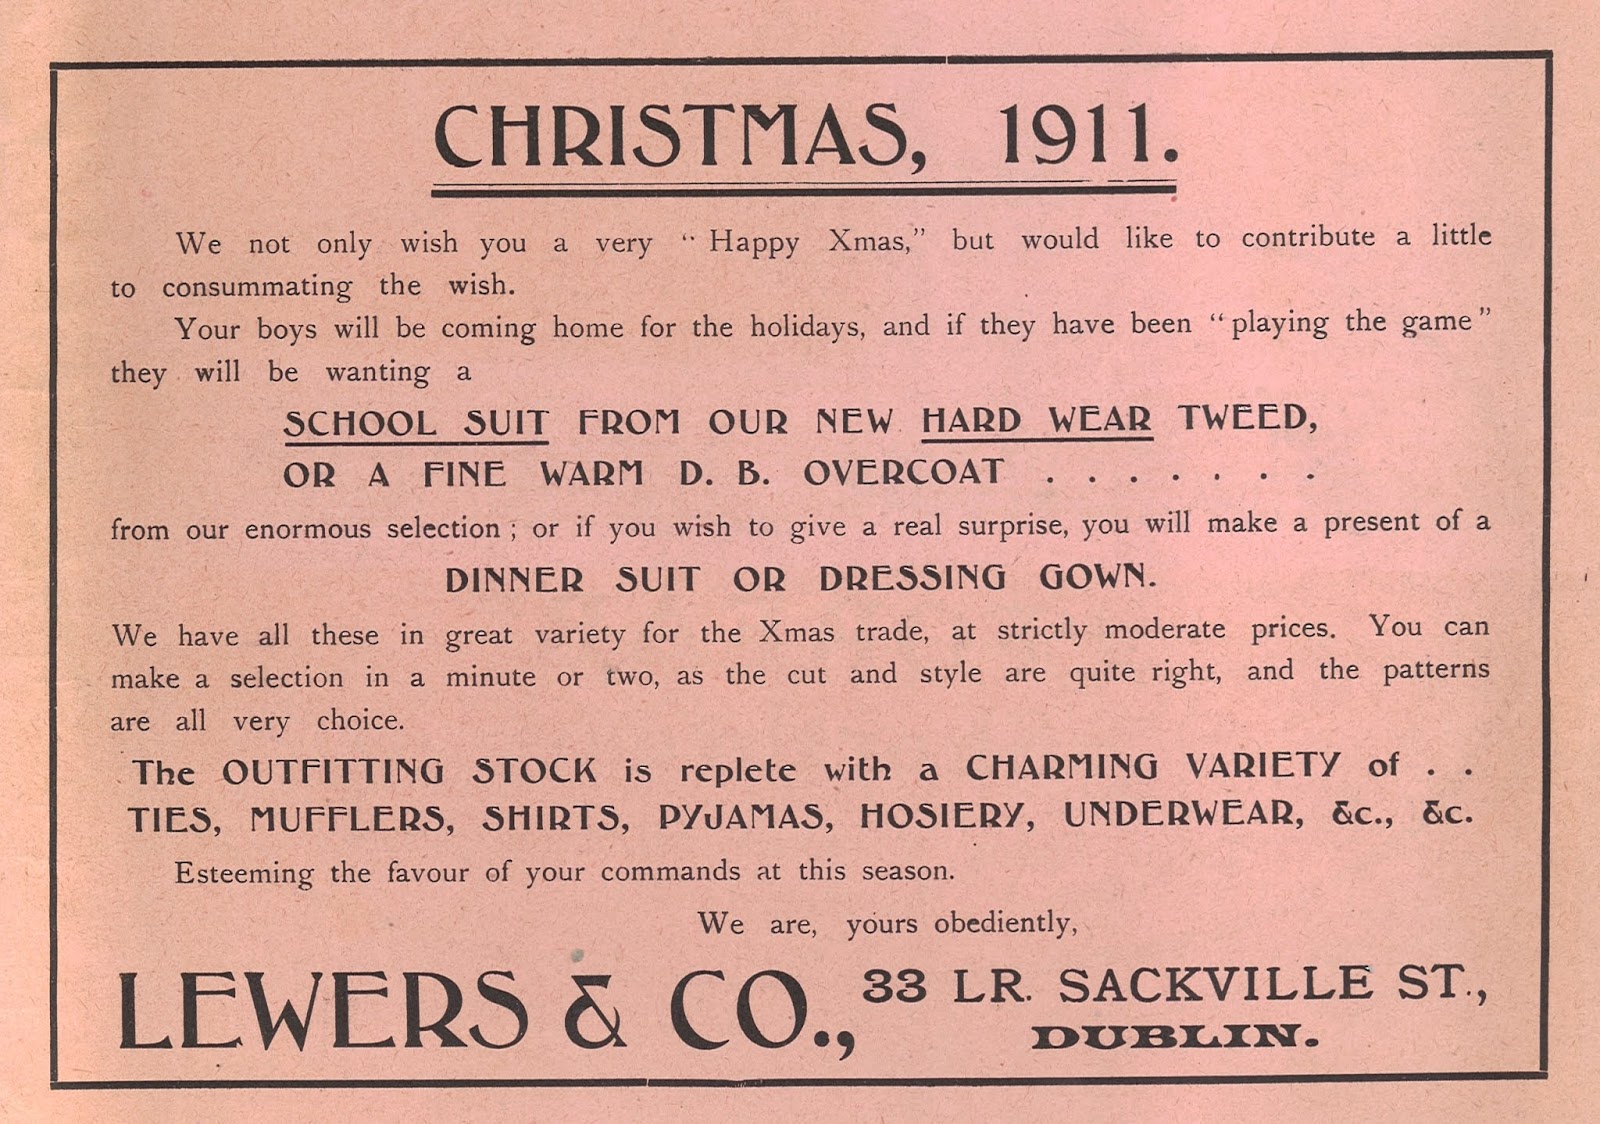 CHRISTMAS, 1911.
We not only wish you a very "Happy Xmas," but would like to contribute a little
to consummating the wish.
Your boys will be coming home for the holidays, and if they have been "playing the game"
they will be wanting a
SCHOOL SUIT FROM OUR NEW HARD WEAR TWEED,
OR A FINE WARM D. B. OVERCOAT . . . . . . .
from our enormous selection; or if you wish to give a real surprise, you will make a present of a
DINNER SUIT OR DRESSING GOWN.
We have all these in great variety for the Xmas trade, at strictly moderate prices. You can
make a selection in a minute or two, as the cut and style are quite right, and the patterns
are all very choice.
The OUTFITTING STOCK is replete with a CHARMING VARIETY of . .
TIES, MUFFLERS, SHIRTS, PYJAMAS, HOSIERY, UNDERWEAR, &c., &c.
Esteeming the favour of your commands at this season.
We are, yours obediently,
LEWERS & CO., 33 LR. SACKVILLE ST.,
DUBLIN.